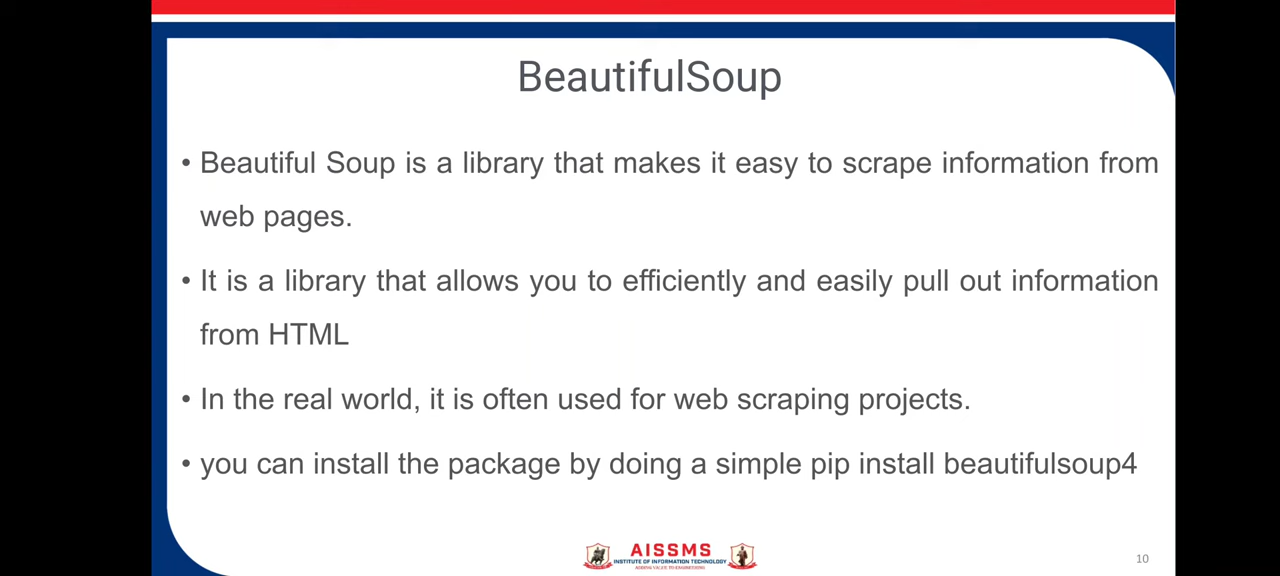 BeautifulSoup
• Beautiful Soup is a library that makes it easy to scrape information from
web pages.
• It is a library that allows you to efficiently and easily pull out information
from HTML
• In the real world, it is often used for web scraping projects.
• you can install the package by doing a simple pip install beautifulsoup4
AISSMS
INSTITUTE OF INFORMATION TECHNOLOGY
10